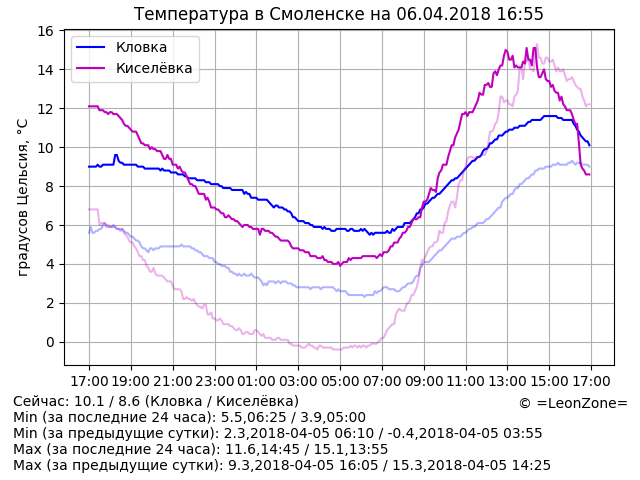 Температура в Смоленске на 06.04.2018 16:55
градусов Цельсия, °C
16
14
12
10
8
6
4
2
0
Кловка
Киселёвка
17:00 19:00 21:00 23:00 01:00 03:00 05:00 07:00 09:00 11:00 13:00 15:00 17:00
Сейчас: 10.1 / 8.6 (Кловка / Киселёвка)
© =LeonZone=
Min (за последние 24 часа): 5.5,06:25 / 3.9,05:00
Min (за предыдущие сутки): 2.3,2018-04-05 06:10 / -0.4,2018-04-05 03:55
Max (за последние 24 часа): 11.6,14:45 / 15.1,13:55
Max (за предыдущие сутки): 9.3,2018-04-05 16:05 / 15.3,2018-04-05 14:25